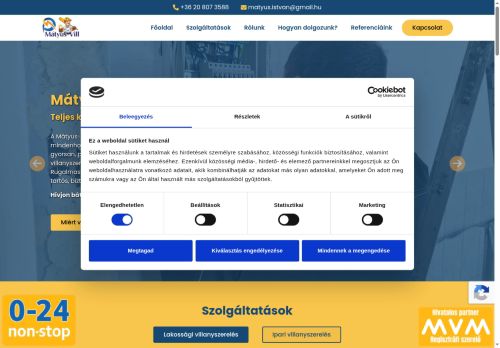 +36 20 807 3588 matyus.istvan@gmail.hu
Mátyus-Vill
Főoldal Szolgáltatások Rólunk Hogyan dolgozunk? Referenciáink Kapcsolat
Cookiebot
by Usercentrics
Beleegyezés Részletek A sütikről
Ez a weboldal sütiket használ
Sütiket használunk a tartalmak és hirdetések személyre szabásához, közösségi funkciók biztosításához, valamint
weboldalforgalmunk elemzéséhez. Ezenkívül közösségi média-, hirdető- és elemező partnereinkkel megosztjuk az Ön
weboldalhasználatra vonatkozó adatait, akik kombinálhatják az adatokat más olyan adatokkal, amelyeket Ön adott meg
számukra vagy az Ön által használt más szolgáltatásokból gyűjtöttek.
Elengedhetetlen Beállítások Statisztikai Marketing
Megtagad Kiválasztás engedélyezése Mindennek a megengedése
Szolgáltatások
Lakossági villanyszerelés Ipari villanyszerelés
0-24
non-stop
Hivatalos partner
MVM
Regisztrált szerelő